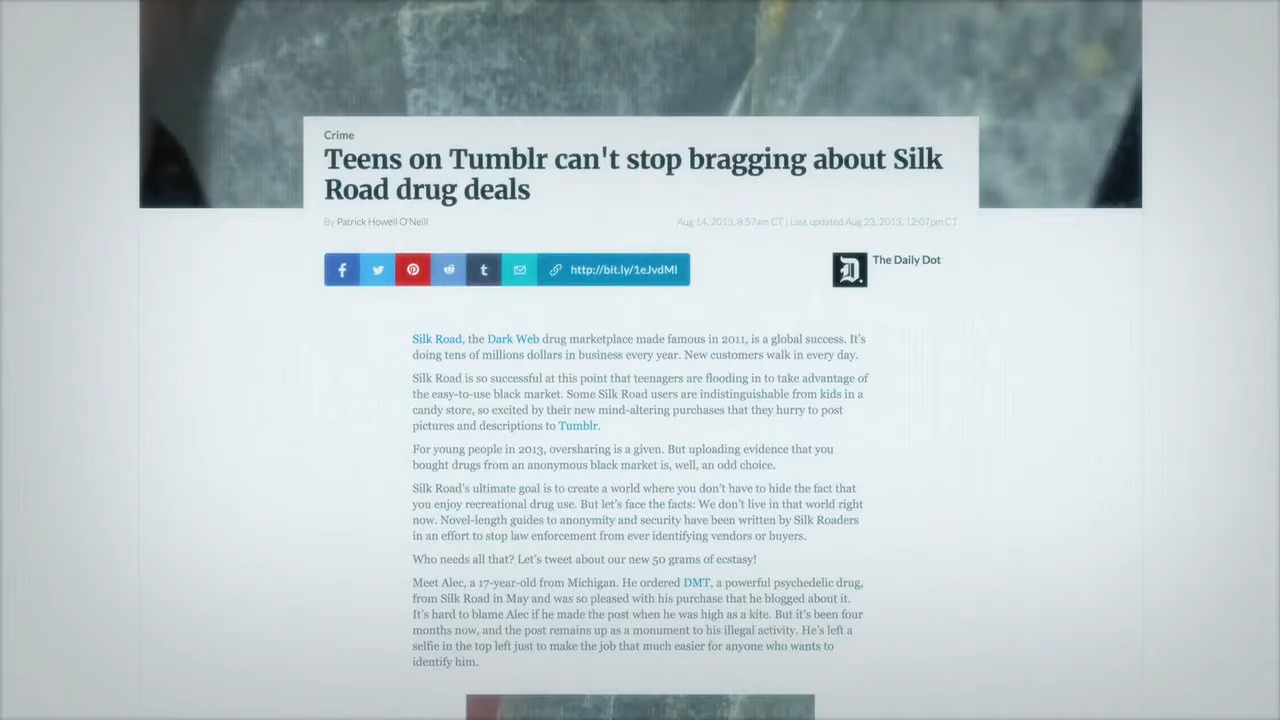 Crime
Teens on Tumblr can't stop bragging about Silk
Road drug deals
By Patrick Howell O'Neill
Aug 14, 2013, 8:57am CT | Last updated Aug 23, 2013, 12:07pm CT
http://bit.ly/1eJvdMI
The Daily Dot
Silk Road, the Dark Web drug marketplace made famous in 2011, is a global success. It's
doing tens of millions dollars in business every year. New customers walk in every day.
Silk Road is so successful at this point that teenagers are flooding in to take advantage of
the easy-to-use black market. Some Silk Road users are indistinguishable from kids in a
candy store, so excited by their new mind-altering purchases that they hurry to post
pictures and descriptions to Tumblr.
For young people in 2013, oversharing is a given. But uploading evidence that you
bought drugs from an anonymous black market is, well, an odd choice.
Silk Road's ultimate goal is to create a world where you don't have to hide the fact that
you enjoy recreational drug use. But let's face the facts: We don't live in that world right
now. Novel-length guides to anonymity and security have been written by Silk Roaders
in an effort to stop law enforcement from ever identifying vendors or buyers.
Who needs all that? Let's tweet about our new 50 grams of ecstasy!
Meet Alec, a 17-year-old from Michigan. He ordered DMT, a powerful psychedelic drug,
from Silk Road in May and was so pleased with his purchase that he blogged about it.
It's hard to blame Alec if he made the post when he was high as a kite. But it's been four
months now, and the post remains up as a monument to his illegal activity. He's left a
selfie in the top left just to make the job that much easier for anyone who wants to
identify him.